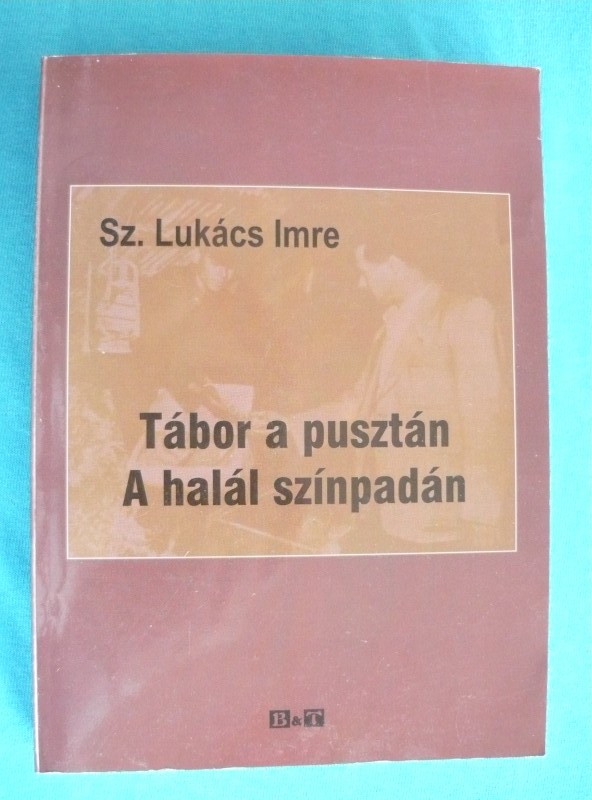 Sz. Lukács Imre
Tábor a pusztán
A halál színpadán
B&T